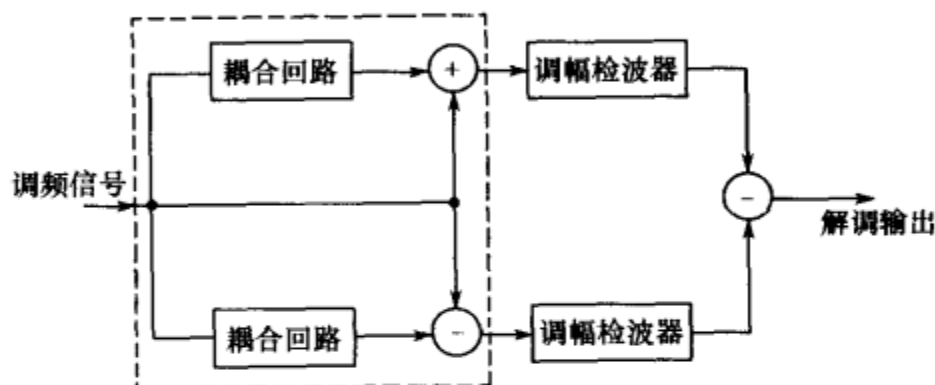 耦合回路
+
调幅检波器
调频信号
-
解调输出
耦合回路
-
调幅检波器